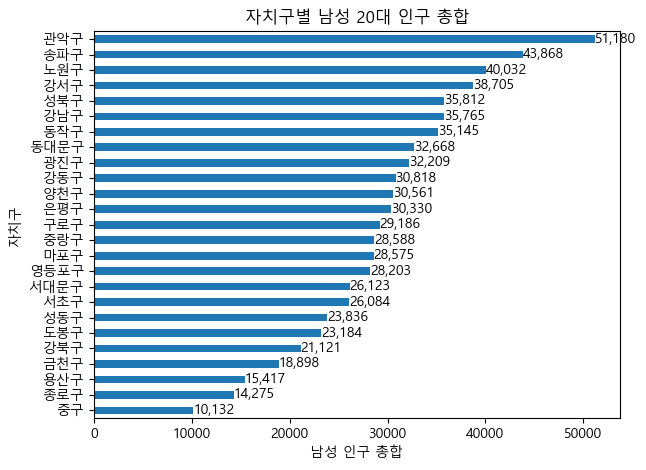 자치구별 남성 20대 인구 총합
자치구
관악구 51,180
송파구 43,868
노원구 40,032
강서구 38,705
성북구 35,812
강남구 35,765
동작구 35,145
동대문구 32,668
광진구 32,209
강동구 30,818
양천구 30,561
은평구 30,330
구로구 29,186
중랑구 28,588
마포구 28,575
영등포구 28,203
서대문구 26,123
서초구 26,084
성동구 23,836
도봉구 23,184
강북구 21,121
금천구 18,898
용산구 15,417
종로구 14,275
중구 10,132
0 10000 20000 30000 40000 50000
남성 인구 총합